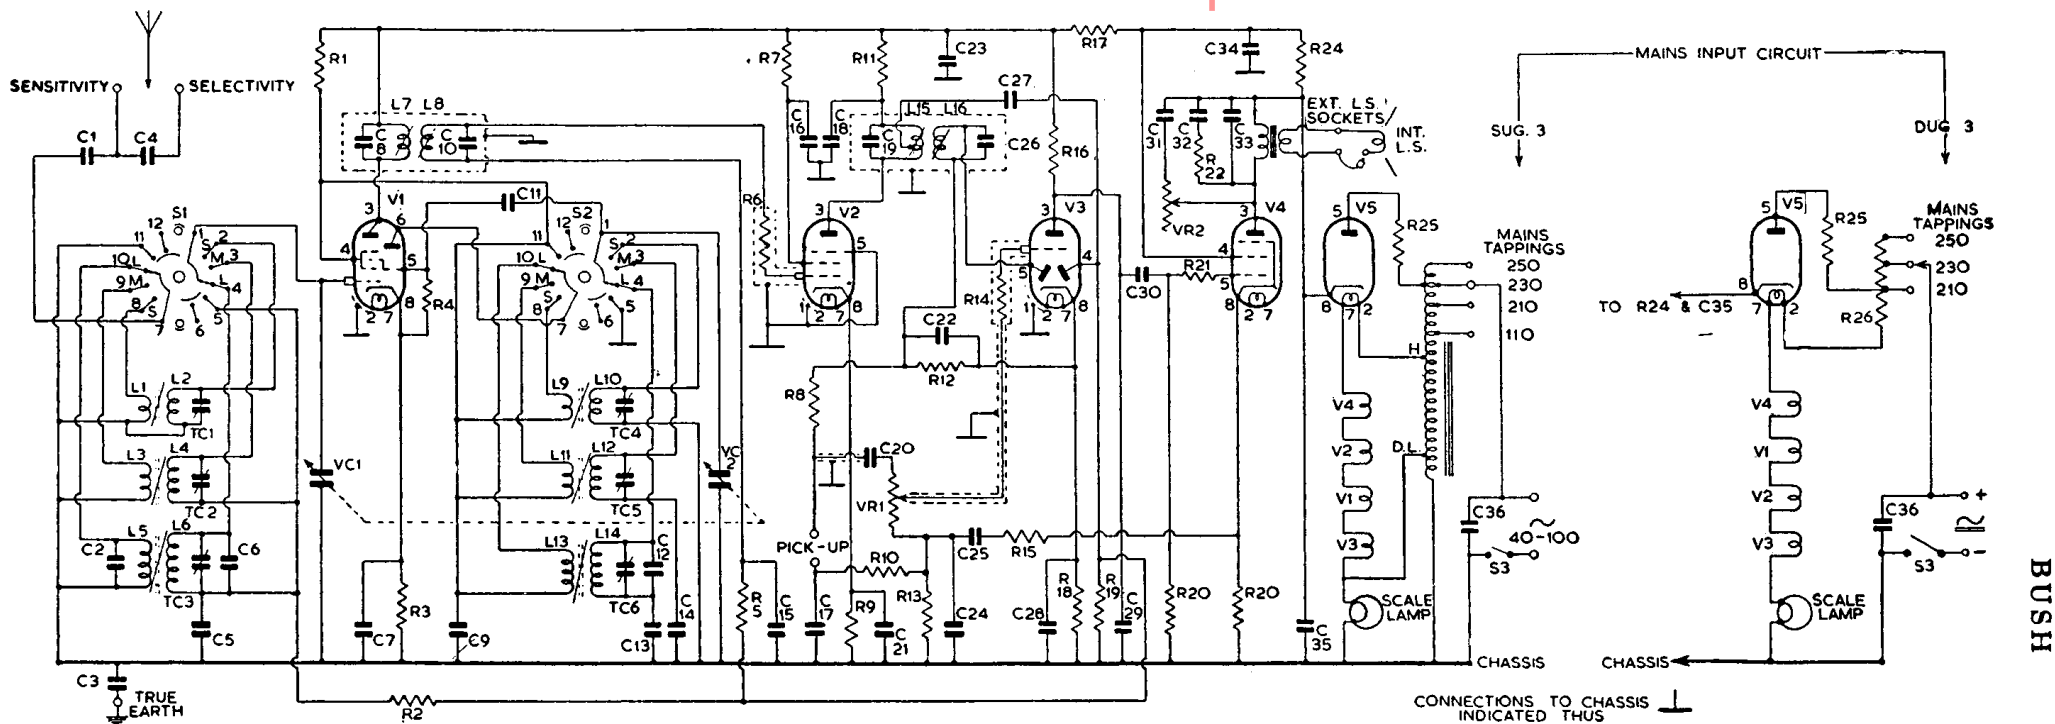 SENSITIVITY
SELECTIVITY
C1
C4
R1
L7
L8
C
8
C
10
C11
V1
3
6
4
5
2
7
8
R4
S1
12
1
11
S
2
10
L
M
3
9
M
L
4
8
S
5
7
6
L1
L2
TC1
L3
L4
TC2
L5
L6
TC3
C2
C6
C5
C3
TRUE
EARTH
VC1
C7
R3
R2
C9
S2
12
1
11
S
2
10
L
M
3
9
M
L
4
8
S
5
7
6
L9
L10
TC4
L11
L12
TC5
L13
L14
TC6
C
12
C13
C
14
VC
2
R
5
C
15
R7
R11
C23
C
16
C
18
C
19
L15
L16
C27
C26
R6
V2
3
5
1
2
7
8
R8
C22
R12
C20
VR1
PICK-UP
C
17
R10
R9
C
21
R13
C24
C25
R15
R14
R17
R16
V3
3
5
4
1
2
7
8
C28
R
18
R
19
C
29
C30
R21
R20
R20
C34
R24
C
31
C
32
C
33
R
22
VR2
V4
3
4
5
8
2
7
EXT. L.S.
SOCKETS
INT.
L.S.
V5
5
8
7
2
R25
MAINS
TAPPINGS
250
230
210
110
H
D.L.
V4
V2
V1
V3
SCALE
LAMP
C
35
C36
40-100
S3
CHASSIS
MAINS INPUT CIRCUIT
SUG. 3
DUG 3
V5
5
8
7
2
R25
R26
MAINS
TAPPINGS
250
230
210
TO R24 & C35
V4
V1
V2
V3
SCALE
LAMP
C36
+
-
S3
CHASSIS
CONNECTIONS TO CHASSIS
INDICATED THUS
BUSH